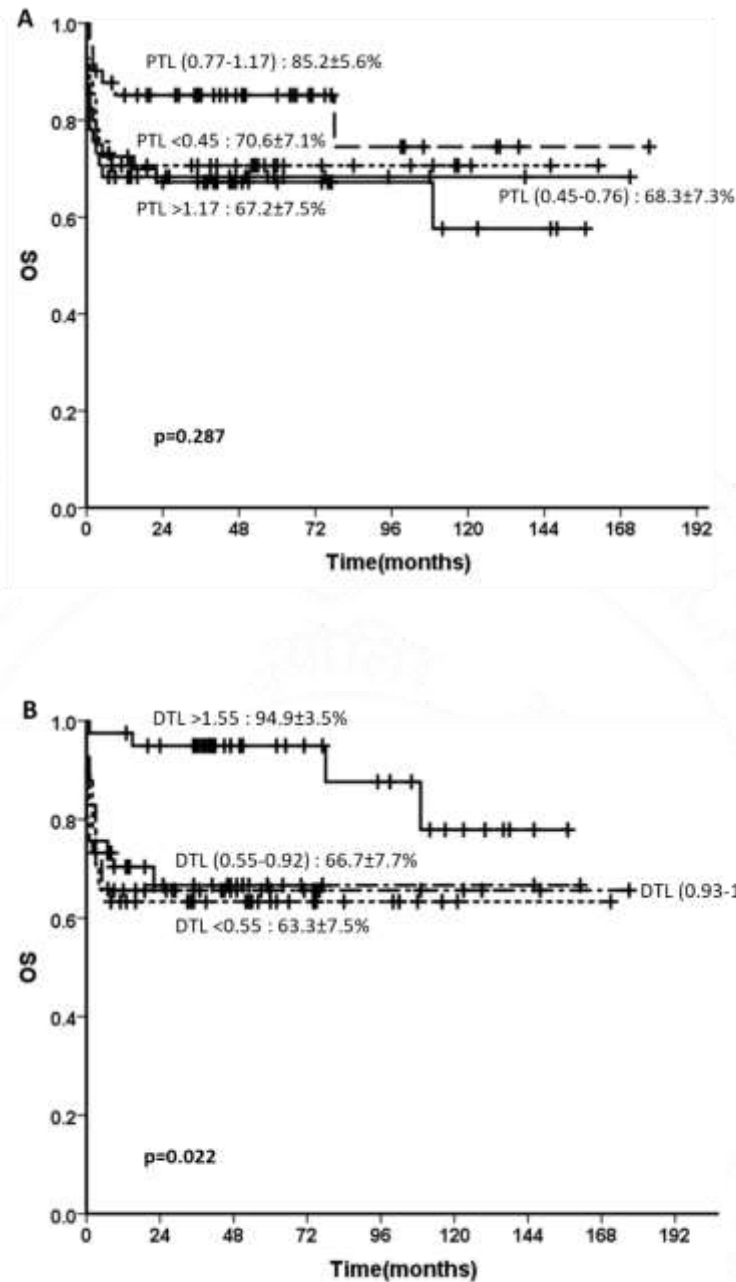 A
PTL (0.77-1.17) : 85.2±5.6%
PTL <0.45 : 70.6±7.1%
PTL (0.45-0.76) : 68.3±7.3%
PTL >1.17 : 67.2±7.5%
OS
1.0
0.8
0.6
0.4
0.2
0.0
p=0.287
0 24 48 72 96 120 144 168 192
Time(months)
B
DTL >1.55 : 94.9±3.5%
DTL (0.55-0.92) : 66.7±7.7%
DTL (0.93-1
DTL <0.55 : 63.3±7.5%
OS
1.0
0.8
0.6
0.4
0.2
0.0
p=0.022
0 24 48 72 96 120 144 168 192
Time(months)